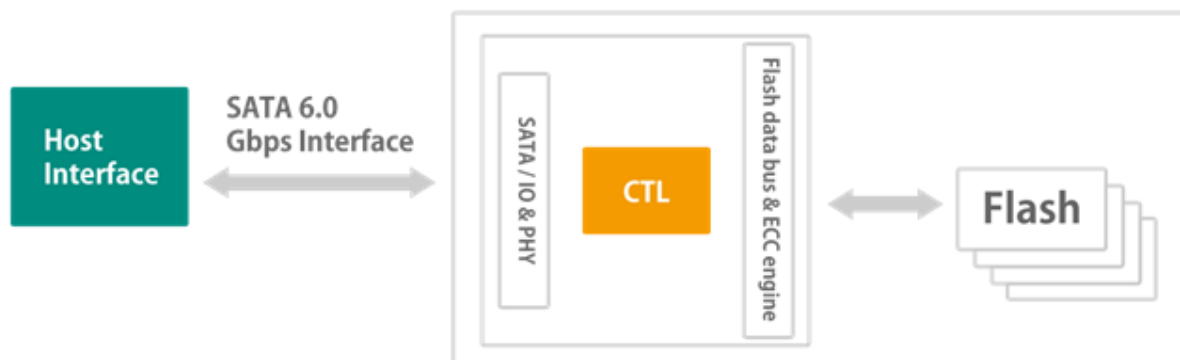 Host
Interface
SATA 6.0
Gbps Interface
SATA / IO & PHY
CTL
Flash data bus & ECC engine
Flash